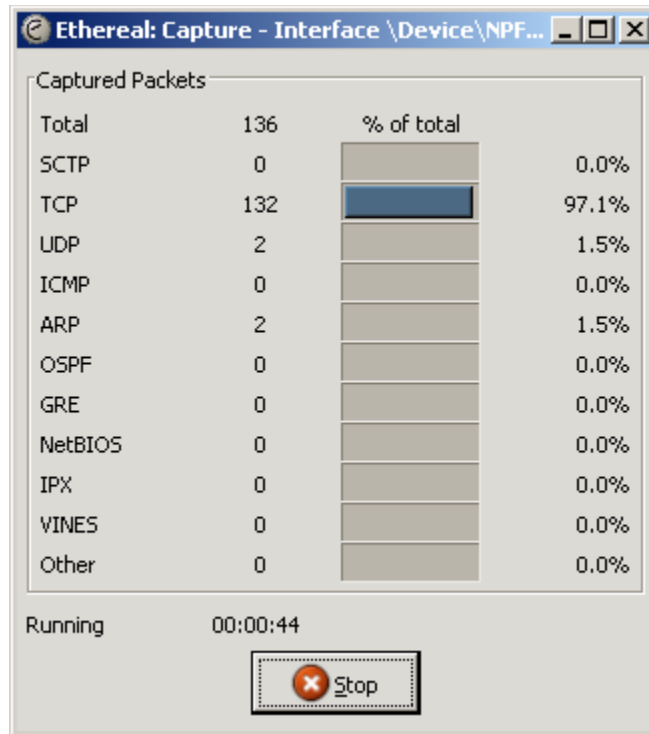 Ethereal: Capture - Interface \Device\NPF...
Captured Packets
Total 136 % of total
SCTP 0 0.0%
TCP 132 97.1%
UDP 2 1.5%
ICMP 0 0.0%
ARP 2 1.5%
OSPF 0 0.0%
GRE 0 0.0%
NetBIOS 0 0.0%
IPX 0 0.0%
VINES 0 0.0%
Other 0 0.0%
Running 00:00:44
Stop